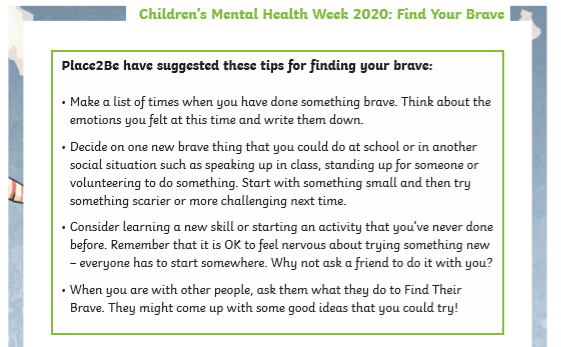 Children's Mental Health Week 2020: Find Your Brave
Place2Be have suggested these tips for finding your brave:
• Make a list of times when you have done something brave. Think about the
emotions you felt at this time and write them down.
• Decide on one new brave thing that you could do at school or in another
social situation such as speaking up in class, standing up for someone or
volunteering to do something. Start with something small and then try
something scarier or more challenging next time.
• Consider learning a new skill or starting an activity that you've never done
before. Remember that it is OK to feel nervous about trying something new
– everyone has to start somewhere. Why not ask a friend to do it with you?
• When you are with other people, ask them what they do to Find Their
Brave. They might come up with some good ideas that you could try!